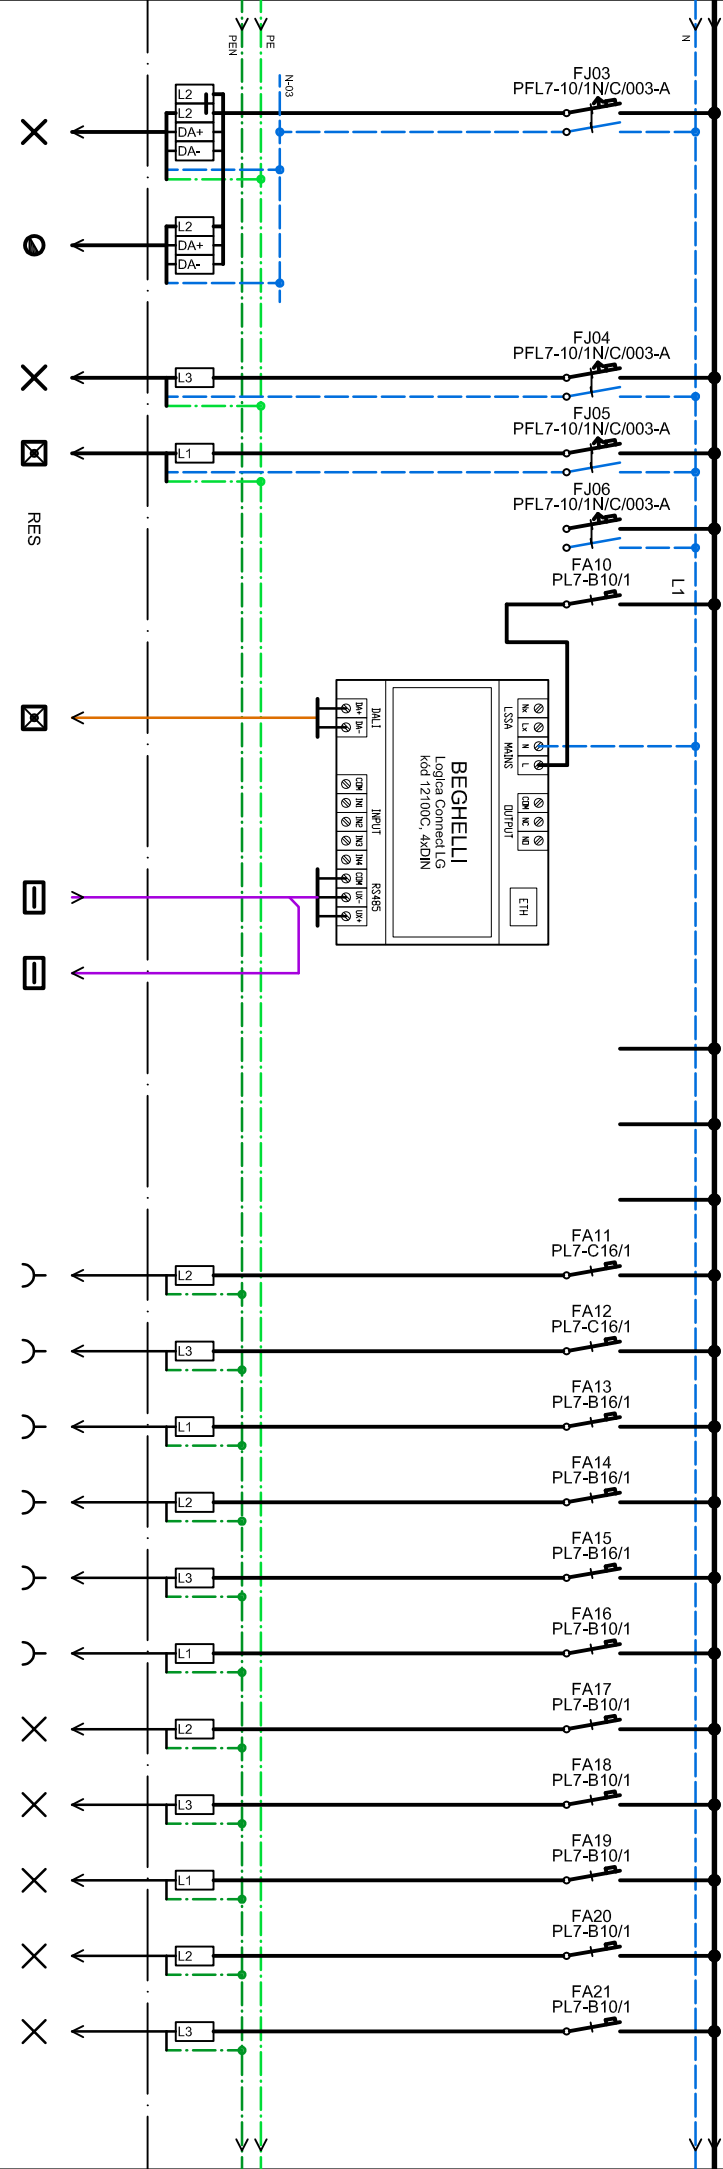 PEN
PE
N
N-03
FJ03
PFL7-10/1N/C/003-A
L2
L2
DA+
DA-
L2
DA+
DA-
FJ04
PFL7-10/1N/C/003-A
L3
FJ05
PFL7-10/1N/C/003-A
L1
RES
FJ06
PFL7-10/1N/C/003-A
FA10
PL7-B10/1
L1
DALI
DA+
DA-
INPUT
COM
IN1
IN2
IN3
IN4
RS485
COM
UX-
UX+
BEGHELLI
Logica Connect LG
kód 12100C, 4xDIN
LSSA
Nx
Lx
MAINS
N
L
OUTPUT
COM
NC
NO
ETH
FA11
PL7-C16/1
L2
FA12
PL7-C16/1
L3
FA13
PL7-B16/1
L1
FA14
PL7-B16/1
L2
FA15
PL7-B16/1
L3
FA16
PL7-B10/1
L1
FA17
PL7-B10/1
L2
FA18
PL7-B10/1
L3
FA19
PL7-B10/1
L1
FA20
PL7-B10/1
L2
FA21
PL7-B10/1
L3